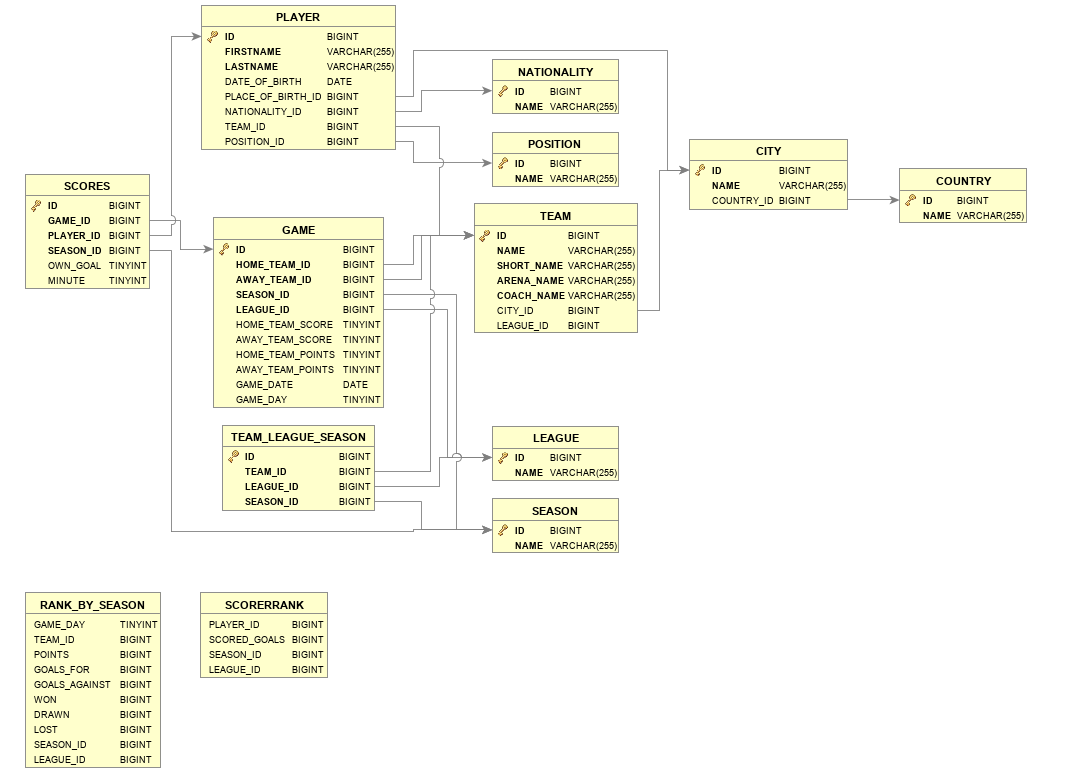 PLAYER
ID BIGINT
FIRSTNAME VARCHAR(255)
LASTNAME VARCHAR(255)
DATE_OF_BIRTH DATE
PLACE_OF_BIRTH_ID BIGINT
NATIONALITY_ID BIGINT
TEAM_ID BIGINT
POSITION_ID BIGINT
NATIONALITY
ID BIGINT
NAME VARCHAR(255)
POSITION
ID BIGINT
NAME VARCHAR(255)
CITY
ID BIGINT
NAME VARCHAR(255)
COUNTRY_ID BIGINT
COUNTRY
ID BIGINT
NAME VARCHAR(255)
SCORES
ID BIGINT
GAME_ID BIGINT
PLAYER_ID BIGINT
SEASON_ID BIGINT
OWN_GOAL TINYINT
MINUTE TINYINT
GAME
ID BIGINT
HOME_TEAM_ID BIGINT
AWAY_TEAM_ID BIGINT
SEASON_ID BIGINT
LEAGUE_ID BIGINT
HOME_TEAM_SCORE TINYINT
AWAY_TEAM_SCORE TINYINT
HOME_TEAM_POINTS TINYINT
AWAY_TEAM_POINTS TINYINT
GAME_DATE DATE
GAME_DAY TINYINT
TEAM
ID BIGINT
NAME VARCHAR(255)
SHORT_NAME VARCHAR(255)
ARENA_NAME VARCHAR(255)
COACH_NAME VARCHAR(255)
CITY_ID BIGINT
LEAGUE_ID BIGINT
TEAM_LEAGUE_SEASON
ID BIGINT
TEAM_ID BIGINT
LEAGUE_ID BIGINT
SEASON_ID BIGINT
LEAGUE
ID BIGINT
NAME VARCHAR(255)
SEASON
ID BIGINT
NAME VARCHAR(255)
RANK_BY_SEASON
GAME_DAY TINYINT
TEAM_ID BIGINT
POINTS BIGINT
GOALS_FOR BIGINT
GOALS_AGAINST BIGINT
WON BIGINT
DRAWN BIGINT
LOST BIGINT
SEASON_ID BIGINT
LEAGUE_ID BIGINT
SCORERRANK
PLAYER_ID BIGINT
SCORED_GOALS BIGINT
SEASON_ID BIGINT
LEAGUE_ID BIGINT